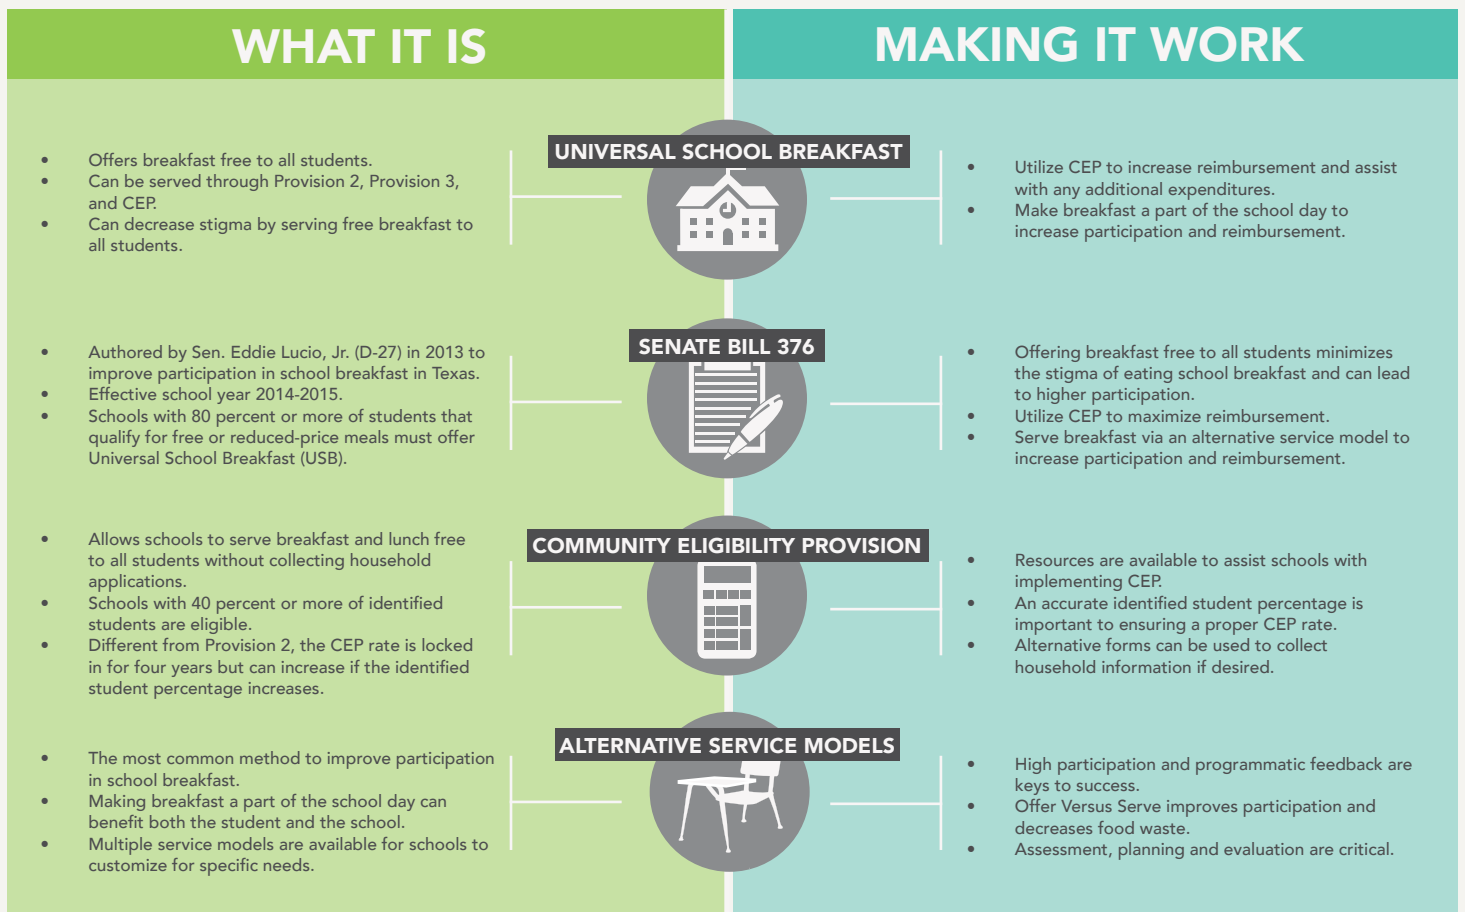 WHAT IT IS
MAKING IT WORK
UNIVERSAL SCHOOL BREAKFAST
• Offers breakfast free to all students.
• Can be served through Provision 2, Provision 3,
and CEP.
• Can decrease stigma by serving free breakfast to
all students.
• Utilize CEP to increase reimbursement and assist
with any additional expenditures.
• Make breakfast a part of the school day to
increase participation and reimbursement.
SENATE BILL 376
• Authored by Sen. Eddie Lucio, Jr. (D-27) in 2013 to
improve participation in school breakfast in Texas.
• Effective school year 2014-2015.
• Schools with 80 percent or more of students that
qualify for free or reduced-price meals must offer
Universal School Breakfast (USB).
• Offering breakfast free to all students minimizes
the stigma of eating school breakfast and can lead
to higher participation.
• Utilize CEP to maximize reimbursement.
• Serve breakfast via an alternative service model to
increase participation and reimbursement.
COMMUNITY ELIGIBILITY PROVISION
• Allows schools to serve breakfast and lunch free
to all students without collecting household
applications.
• Schools with 40 percent or more of identified
students are eligible.
• Different from Provision 2, the CEP rate is locked
in for four years but can increase if the identified
student percentage increases.
• Resources are available to assist schools with
implementing CEP.
• An accurate identified student percentage is
important to ensuring a proper CEP rate.
• Alternative forms can be used to collect
household information if desired.
ALTERNATIVE SERVICE MODELS
• The most common method to improve participation
in school breakfast.
• Making breakfast a part of the school day can
benefit both the student and the school.
• Multiple service models are available for schools to
customize for specific needs.
• High participation and programmatic feedback are
keys to success.
• Offer Versus Serve improves participation and
decreases food waste.
• Assessment, planning and evaluation are critical.